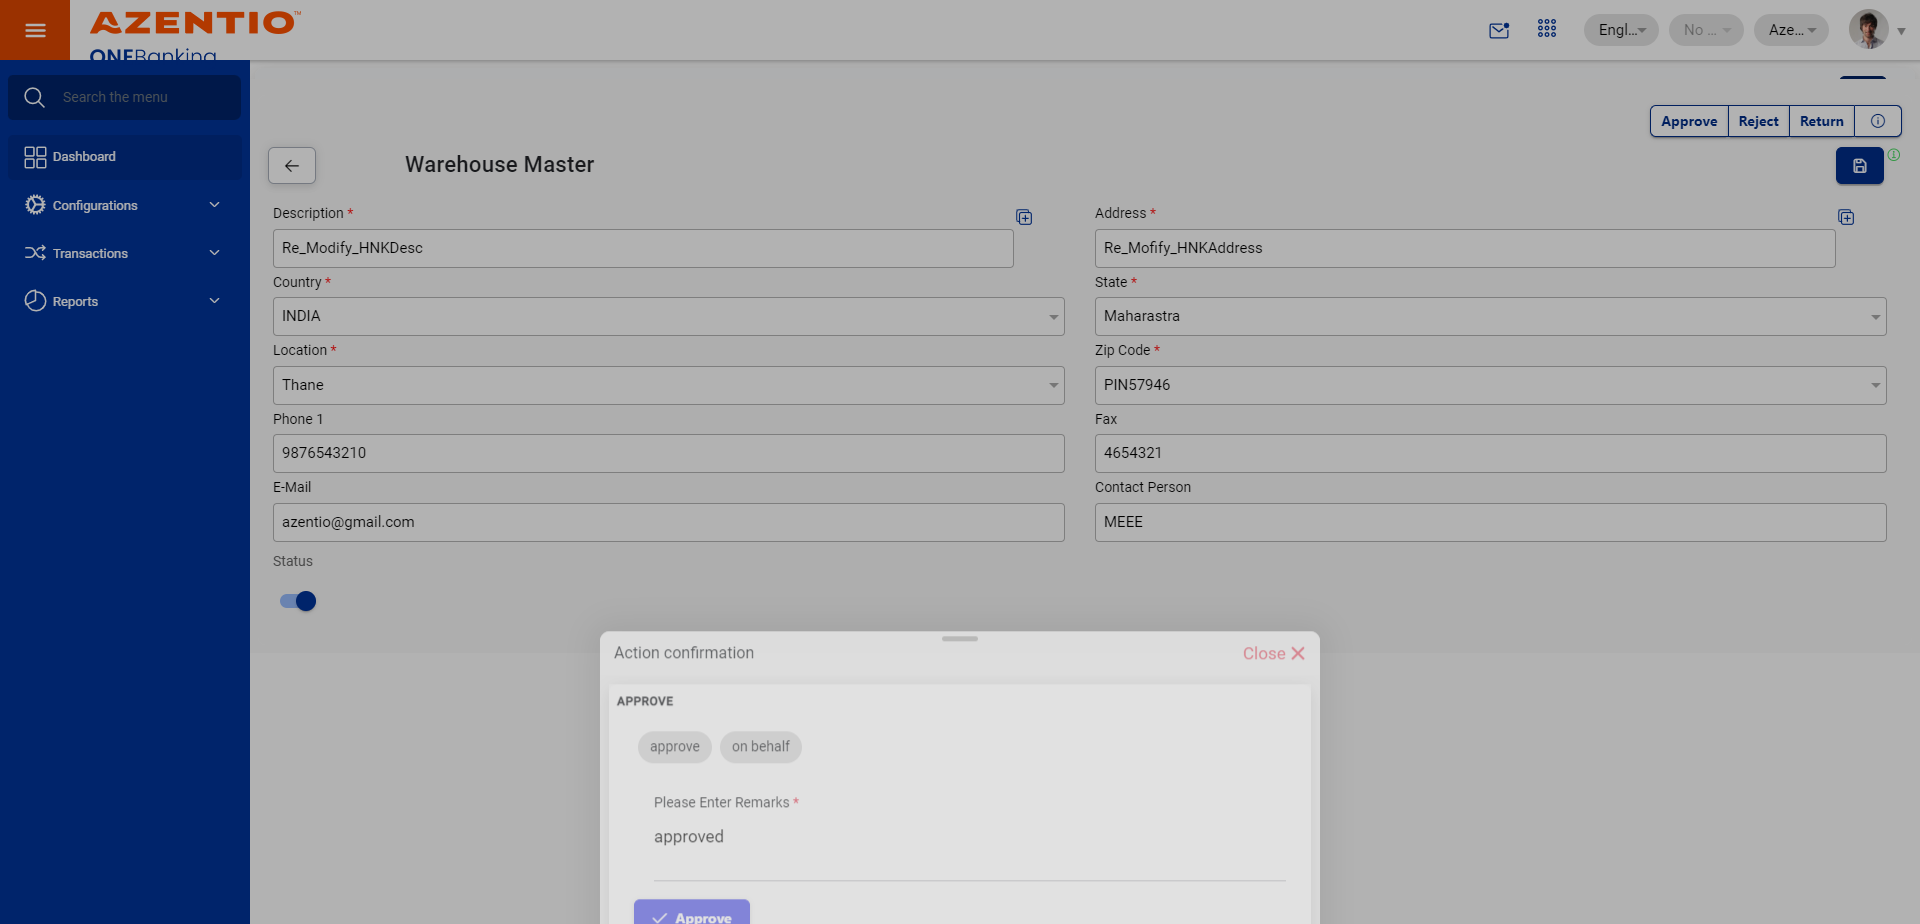 AZENTIO™
ONEBanking
Engl...
No ...
Aze...
Search the menu
Dashboard
Configurations
Transactions
Reports
Approve
Reject
Return
Warehouse Master
Description *
Address *
Re_Modify_HNKDesc
Re_Mofify_HNKAddress
Country *
State *
INDIA
Maharastra
Location *
Zip Code *
Thane
PIN57946
Phone 1
Fax
9876543210
4654321
E-Mail
Contact Person
azentio@gmail.com
MEEE
Status
Action confirmation
Close
APPROVE
approve
on behalf
Please Enter Remarks *
approved
Approve